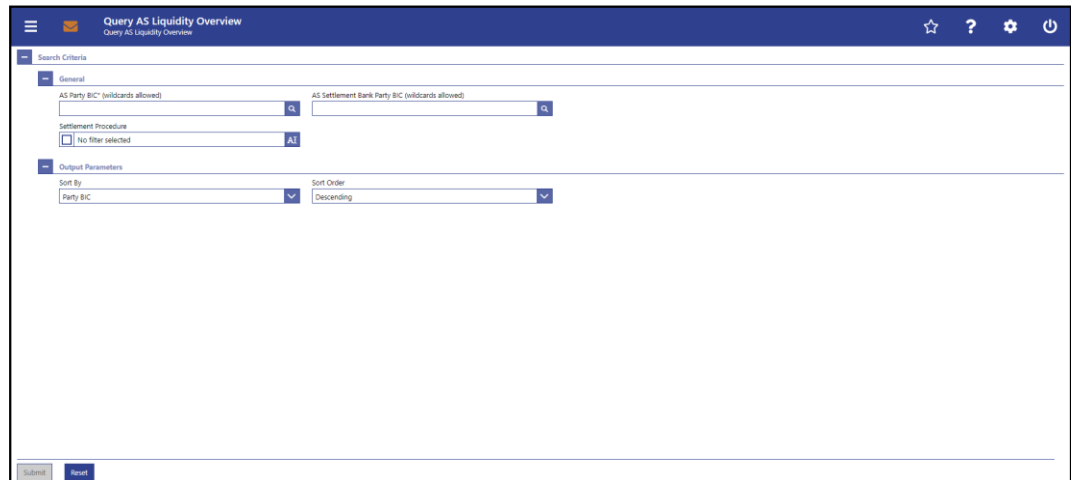 Query AS Liquidity Overview
Query AS Liquidity Overview
Search Criteria
General
AS Party BIC* (wildcards allowed)
AS Settlement Bank Party BIC (wildcards allowed)
Settlement Procedure
No filter selected
AI
Output Parameters
Sort By
Sort Order
Party BIC
Descending
Submit
Reset